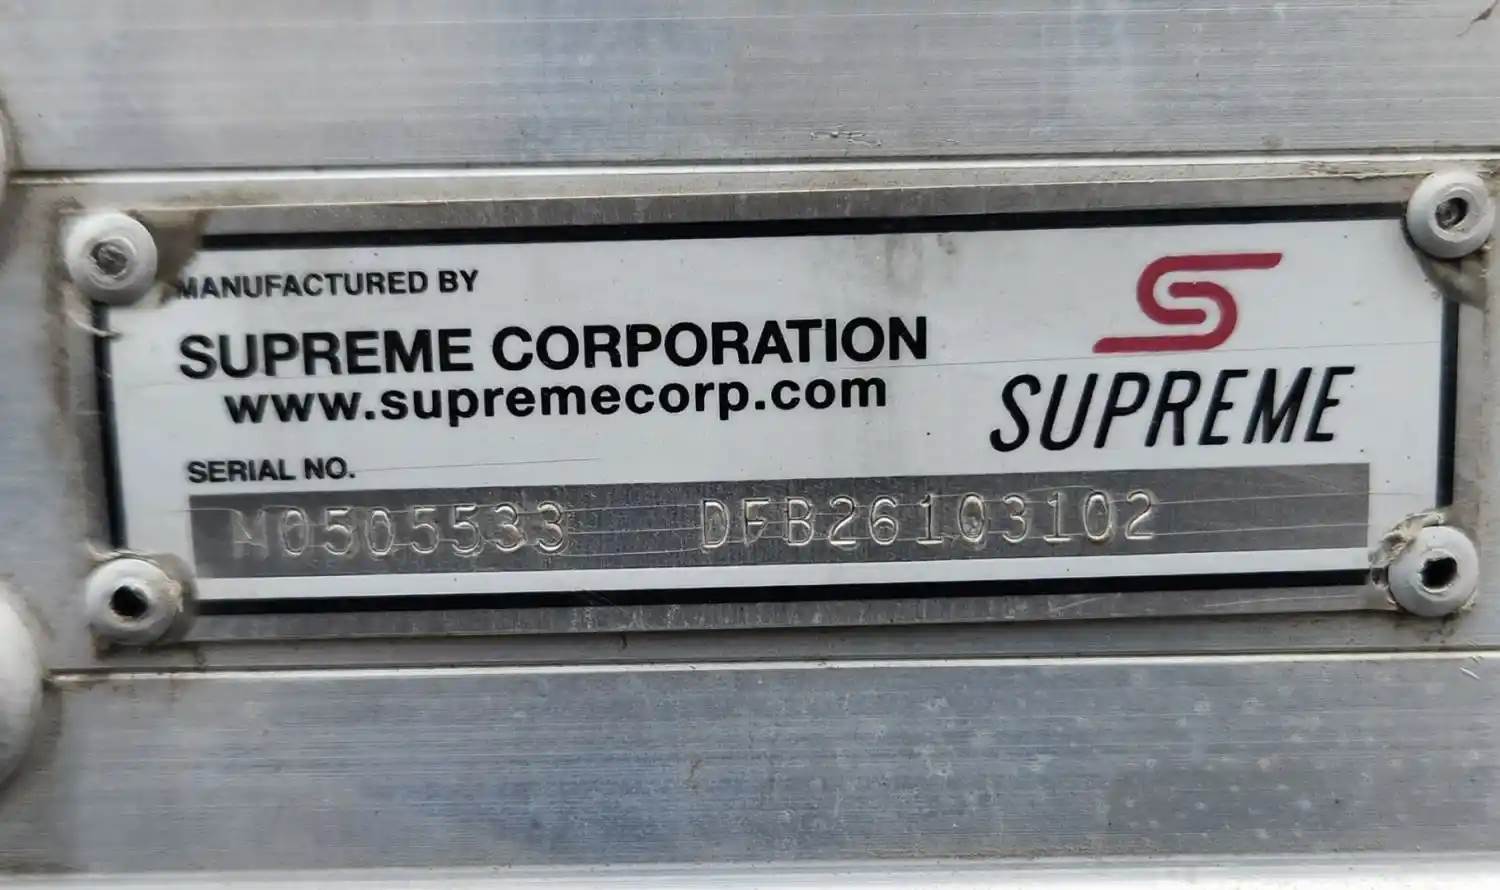 MANUFACTURED BY
SUPREME CORPORATION
www.supremecorp.com
SUPREME
SERIAL NO.
M0505533 DFB26103102